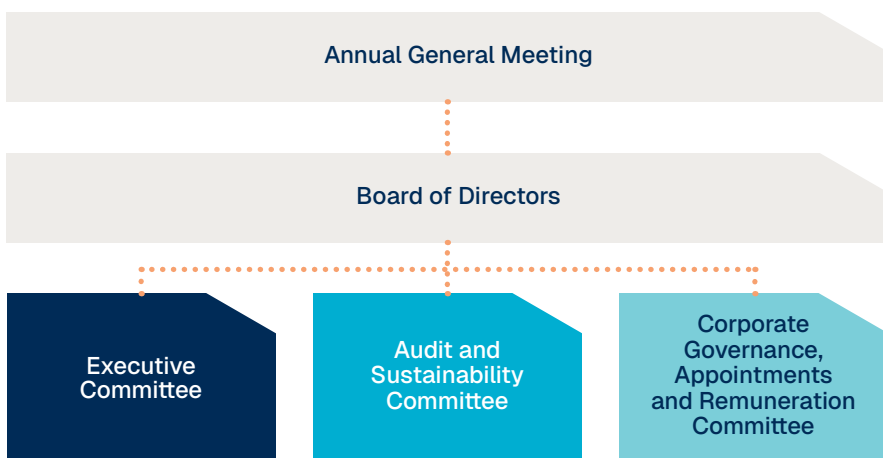 Annual General Meeting
Board of Directors
Executive
Committee
Audit and
Sustainability
Committee
Corporate
Governance,
Appointments
and Remuneration
Committee